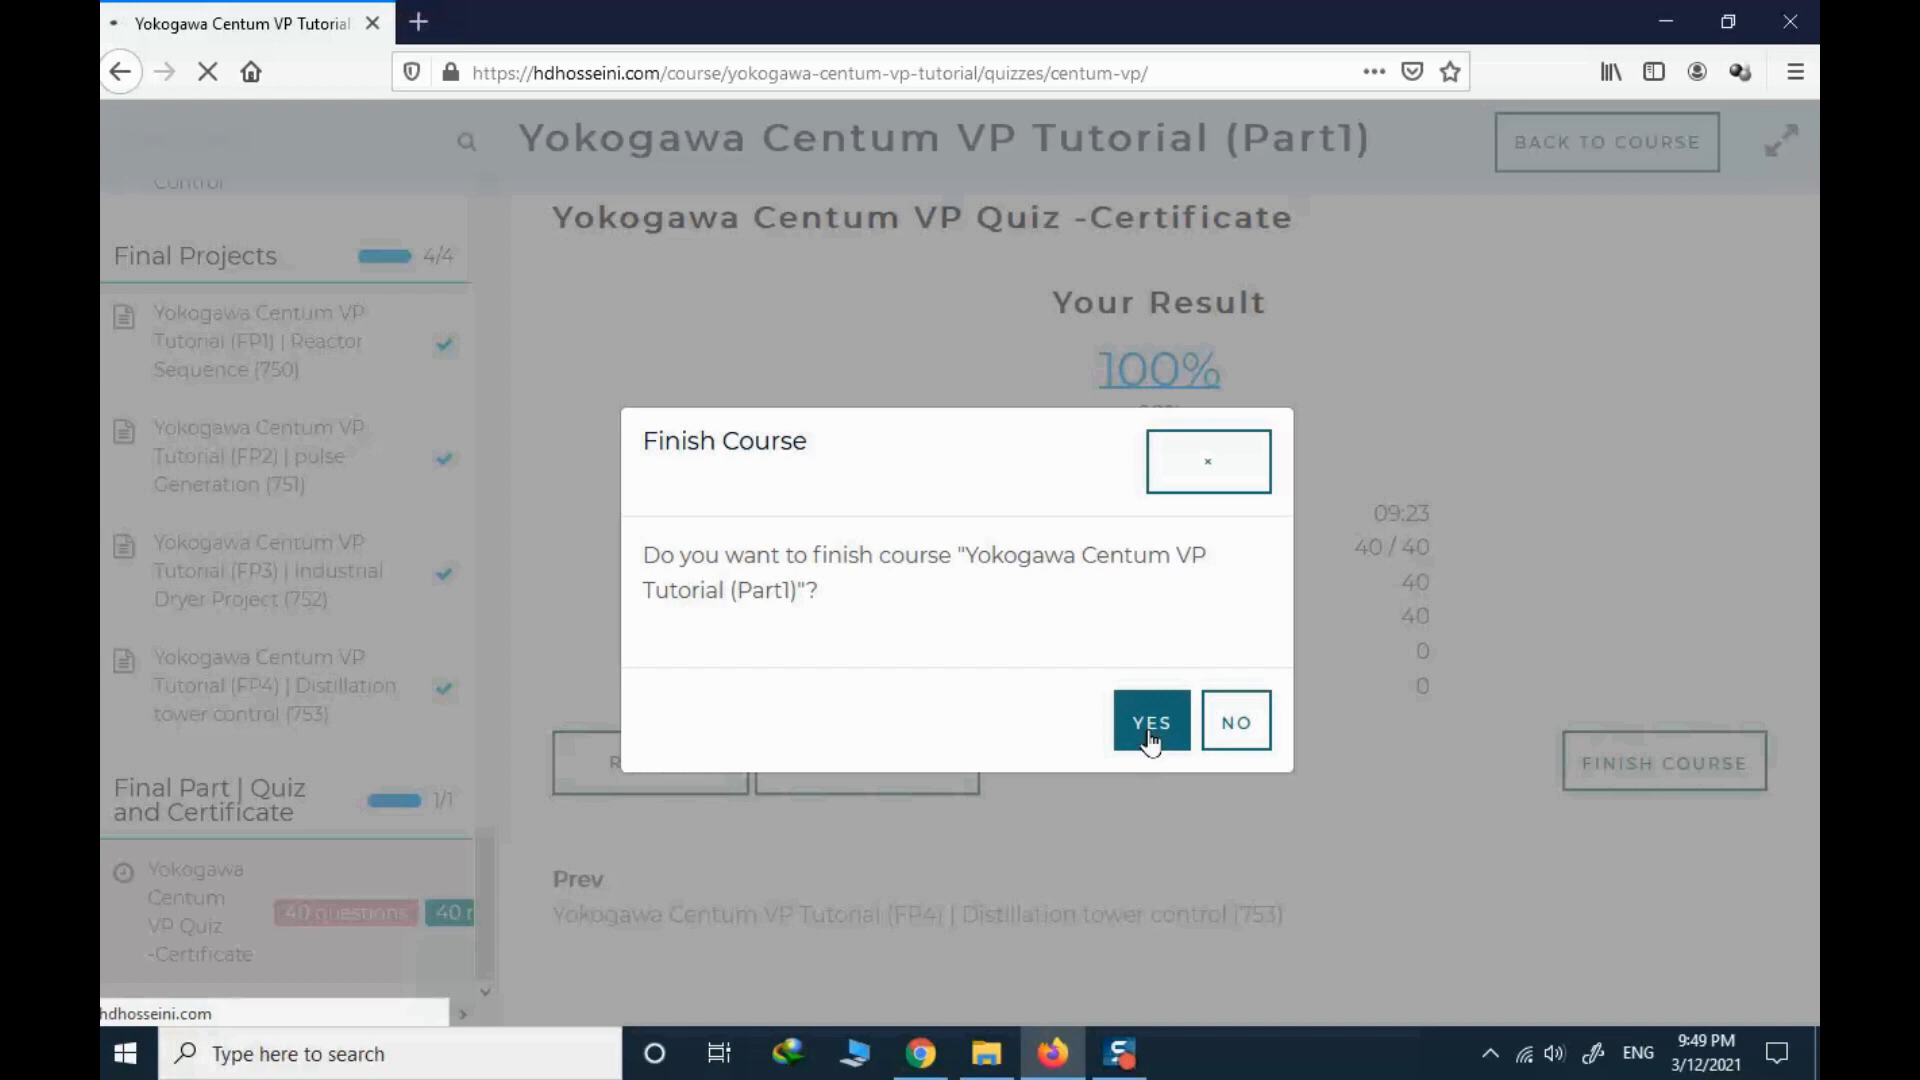 Yokogawa Centum VP Tutorial
https://hdhosseini.com/course/yokogawa-centum-vp-tutorial/quizzes/centum-vp/
Yokogawa Centum VP Tutorial (Part1)
BACK TO COURSE
Control
Final Projects 4/4
Yokogawa Centum VP
Tutorial (FP1) | Reactor
Sequence (750)
Yokogawa Centum VP
Tutorial (FP2) | pulse
Generation (751)
Yokogawa Centum VP
Tutorial (FP3) | Industrial
Dryer Project (752)
Yokogawa Centum VP
Tutorial (FP4) | Distillation
tower control (753)
Final Part | Quiz
and Certificate 1/1
Yokogawa
Centum
VP Quiz
-Certificate
40 questions
40
hdhosseini.com
Yokogawa Centum VP Quiz -Certificate
Your Result
100%
09:23
40 / 40
40
40
0
0
Finish Course
×
Do you want to finish course "Yokogawa Centum VP
Tutorial (Part1)"?
YES NO
FINISH COURSE
Prev
Yokogawa Centum VP Tutorial (FP4) | Distillation tower control (753)
Type here to search
ENG
9:49 PM
3/12/2021